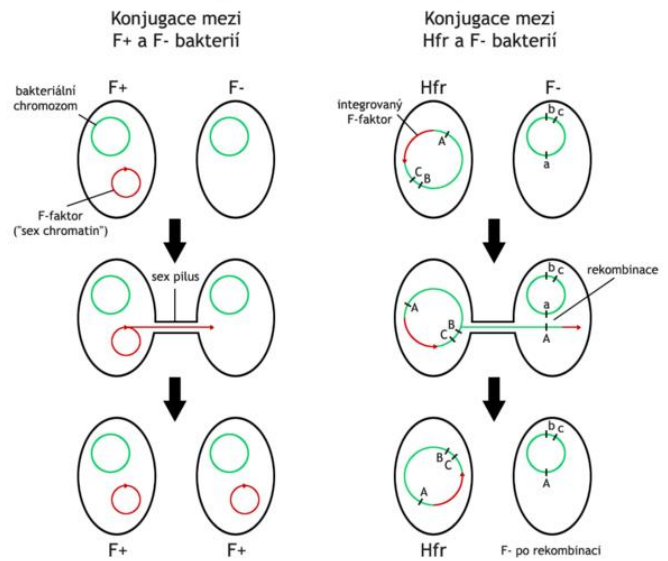 Konjugace mezi
F+ a F- bakterií
F+
F-
bakteriální
chromozom
F-faktor
("sex chromatin")
sex pilus
F+
F+
Konjugace mezi
Hfr a F- bakterií
Hfr
F-
integrovaný
F-faktor
A
C
B
b
c
a
A
B
C
b
c
a
A
rekombinace
B
C
A
b
c
A
Hfr
F- po rekombinaci